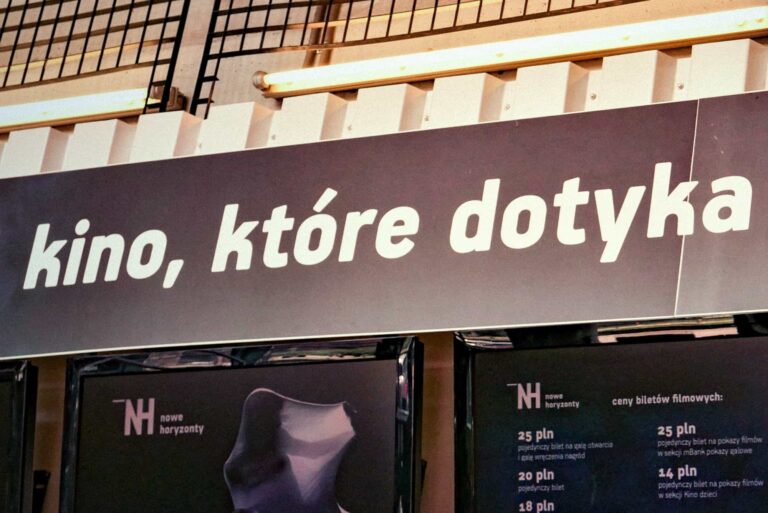 kino, które dotyka
NH nowe
horyzonty
NH nowe
horyzonty
ceny biletów filmowych:
25 pln
pojedynczy bilet na galę otwarcia
i galę wręczenia nagród
20 pln
pojedynczy bilet
18 pln
25 pln
pojedynczy bilet na pokazy filmów
w sekcji mBank pokazy galowe
14 pln
pojedynczy bilet na pokazy filmów
w sekcji Kino dzieci